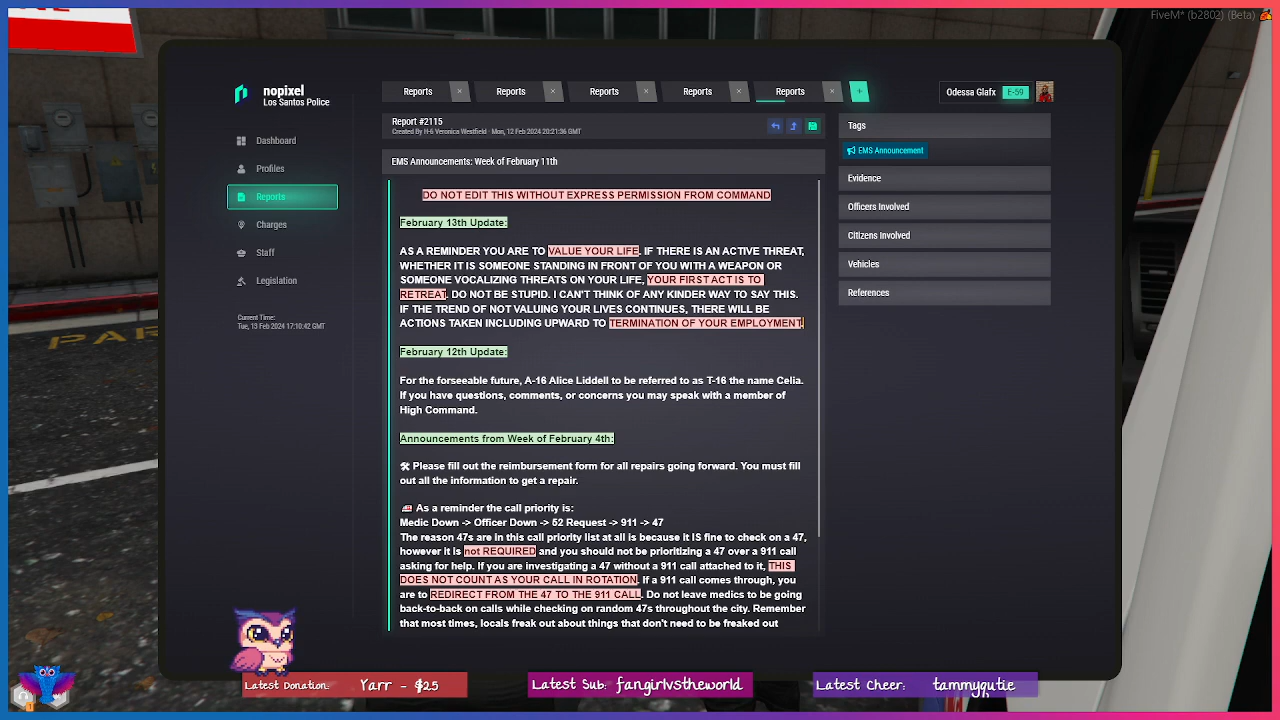 FiveM* (b2802) (Beta)
nopixel
Los Santos Police
Reports × Reports × Reports × Reports × Reports × +
Odessa Glafx E-59
Dashboard
Profiles
Reports
Charges
Staff
Legislation
Current Time:
Tue, 13 Feb 2024 17:10:42 GMT
Report #2115
Created By H-6 Veronica Westfield · Mon, 12 Feb 2024 20:21:36 GMT
EMS Announcements: Week of February 11th
DO NOT EDIT THIS WITHOUT EXPRESS PERMISSION FROM COMMAND
February 13th Update:
AS A REMINDER YOU ARE TO VALUE YOUR LIFE. IF THERE IS AN ACTIVE THREAT,
WHETHER IT IS SOMEONE STANDING IN FRONT OF YOU WITH A WEAPON OR
SOMEONE VOCALIZING THREATS ON YOUR LIFE, YOUR FIRST ACT IS TO
RETREAT. DO NOT BE STUPID. I CAN'T THINK OF ANY KINDER WAY TO SAY THIS.
IF THE TREND OF NOT VALUING YOUR LIVES CONTINUES, THERE WILL BE
ACTIONS TAKEN INCLUDING UPWARD TO TERMINATION OF YOUR EMPLOYMENT.
February 12th Update:
For the forseeable future, A-16 Alice Liddell to be referred to as T-16 the name Celia.
If you have questions, comments, or concerns you may speak with a member of
High Command.
Announcements from Week of February 4th:
🛠 Please fill out the reimbursement form for all repairs going forward. You must fill
out all the information to get a repair.
🚑 As a reminder the call priority is:
Medic Down -> Officer Down -> 52 Request -> 911 -> 47
The reason 47s are in this call priority list at all is because it IS fine to check on a 47,
however it is not REQUIRED and you should not be prioritizing a 47 over a 911 call
asking for help. If you are investigating a 47 without a 911 call attached to it, THIS
DOES NOT COUNT AS YOUR CALL IN ROTATION. If a 911 call comes through, you
are to REDIRECT FROM THE 47 TO THE 911 CALL. Do not leave medics to be going
back-to-back on calls while checking on random 47s throughout the city. Remember
that most times, locals freak out about things that don't need to be freaked out
Tags
EMS Announcement
Evidence
Officers Involved
Citizens Involved
Vehicles
References
Latest Donation: Yarr - $25
Latest Sub: fangirlvstheworld
Latest Cheer: tammyqutie